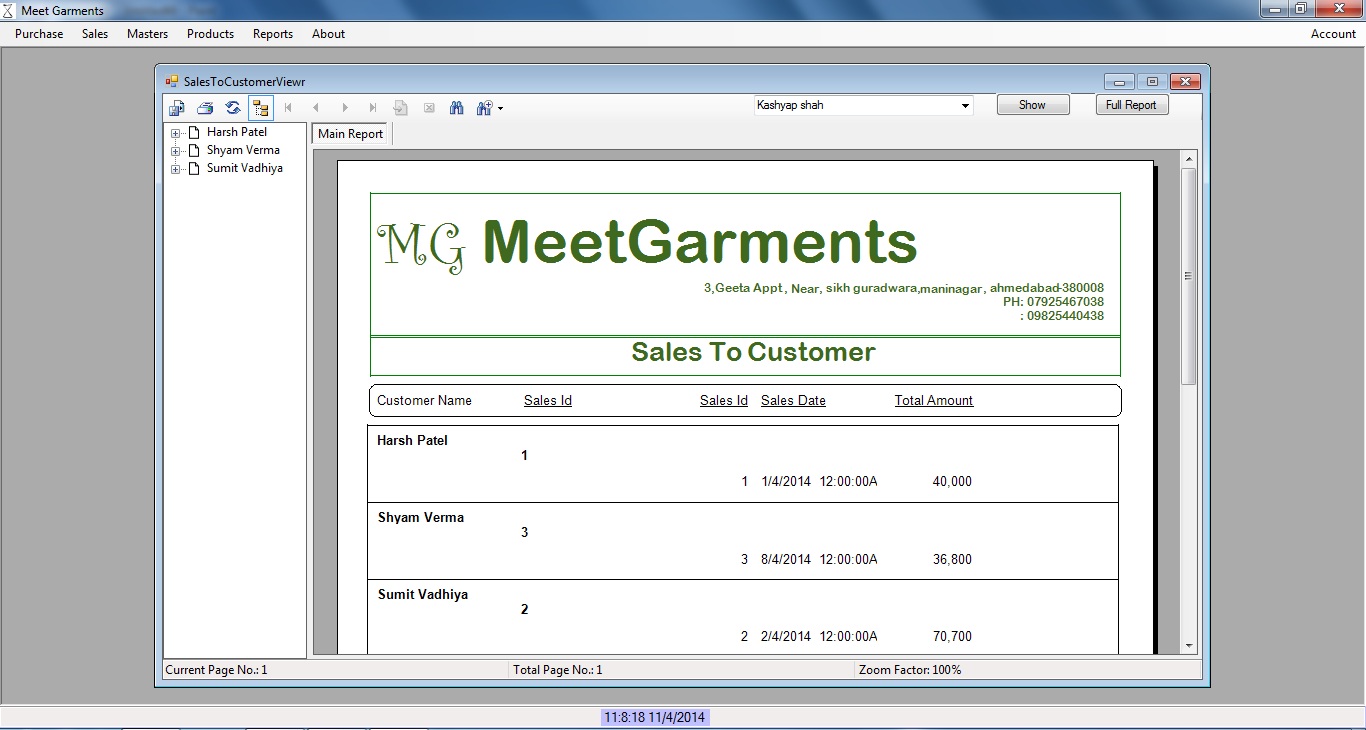 Meet Garments
Purchase Sales Masters Products Reports About Account
SalesToCustomerViewr
Kashyap shah Show Full Report
Harsh Patel
Shyam Verma
Sumit Vadhiya
Main Report
MG MeetGarments
3,Geeta Appt , Near, sikh guradwara,maninagar, ahmedabad-380008
PH: 07925467038
: 09825440438
Sales To Customer
Customer Name Sales Id Sales Id Sales Date Total Amount
Harsh Patel
1
1 1/4/2014 12:00:00A 40,000
Shyam Verma
3
3 8/4/2014 12:00:00A 36,800
Sumit Vadhiya
2
2 2/4/2014 12:00:00A 70,700
Current Page No.: 1 Total Page No.: 1 Zoom Factor: 100%
11:8:18 11/4/2014